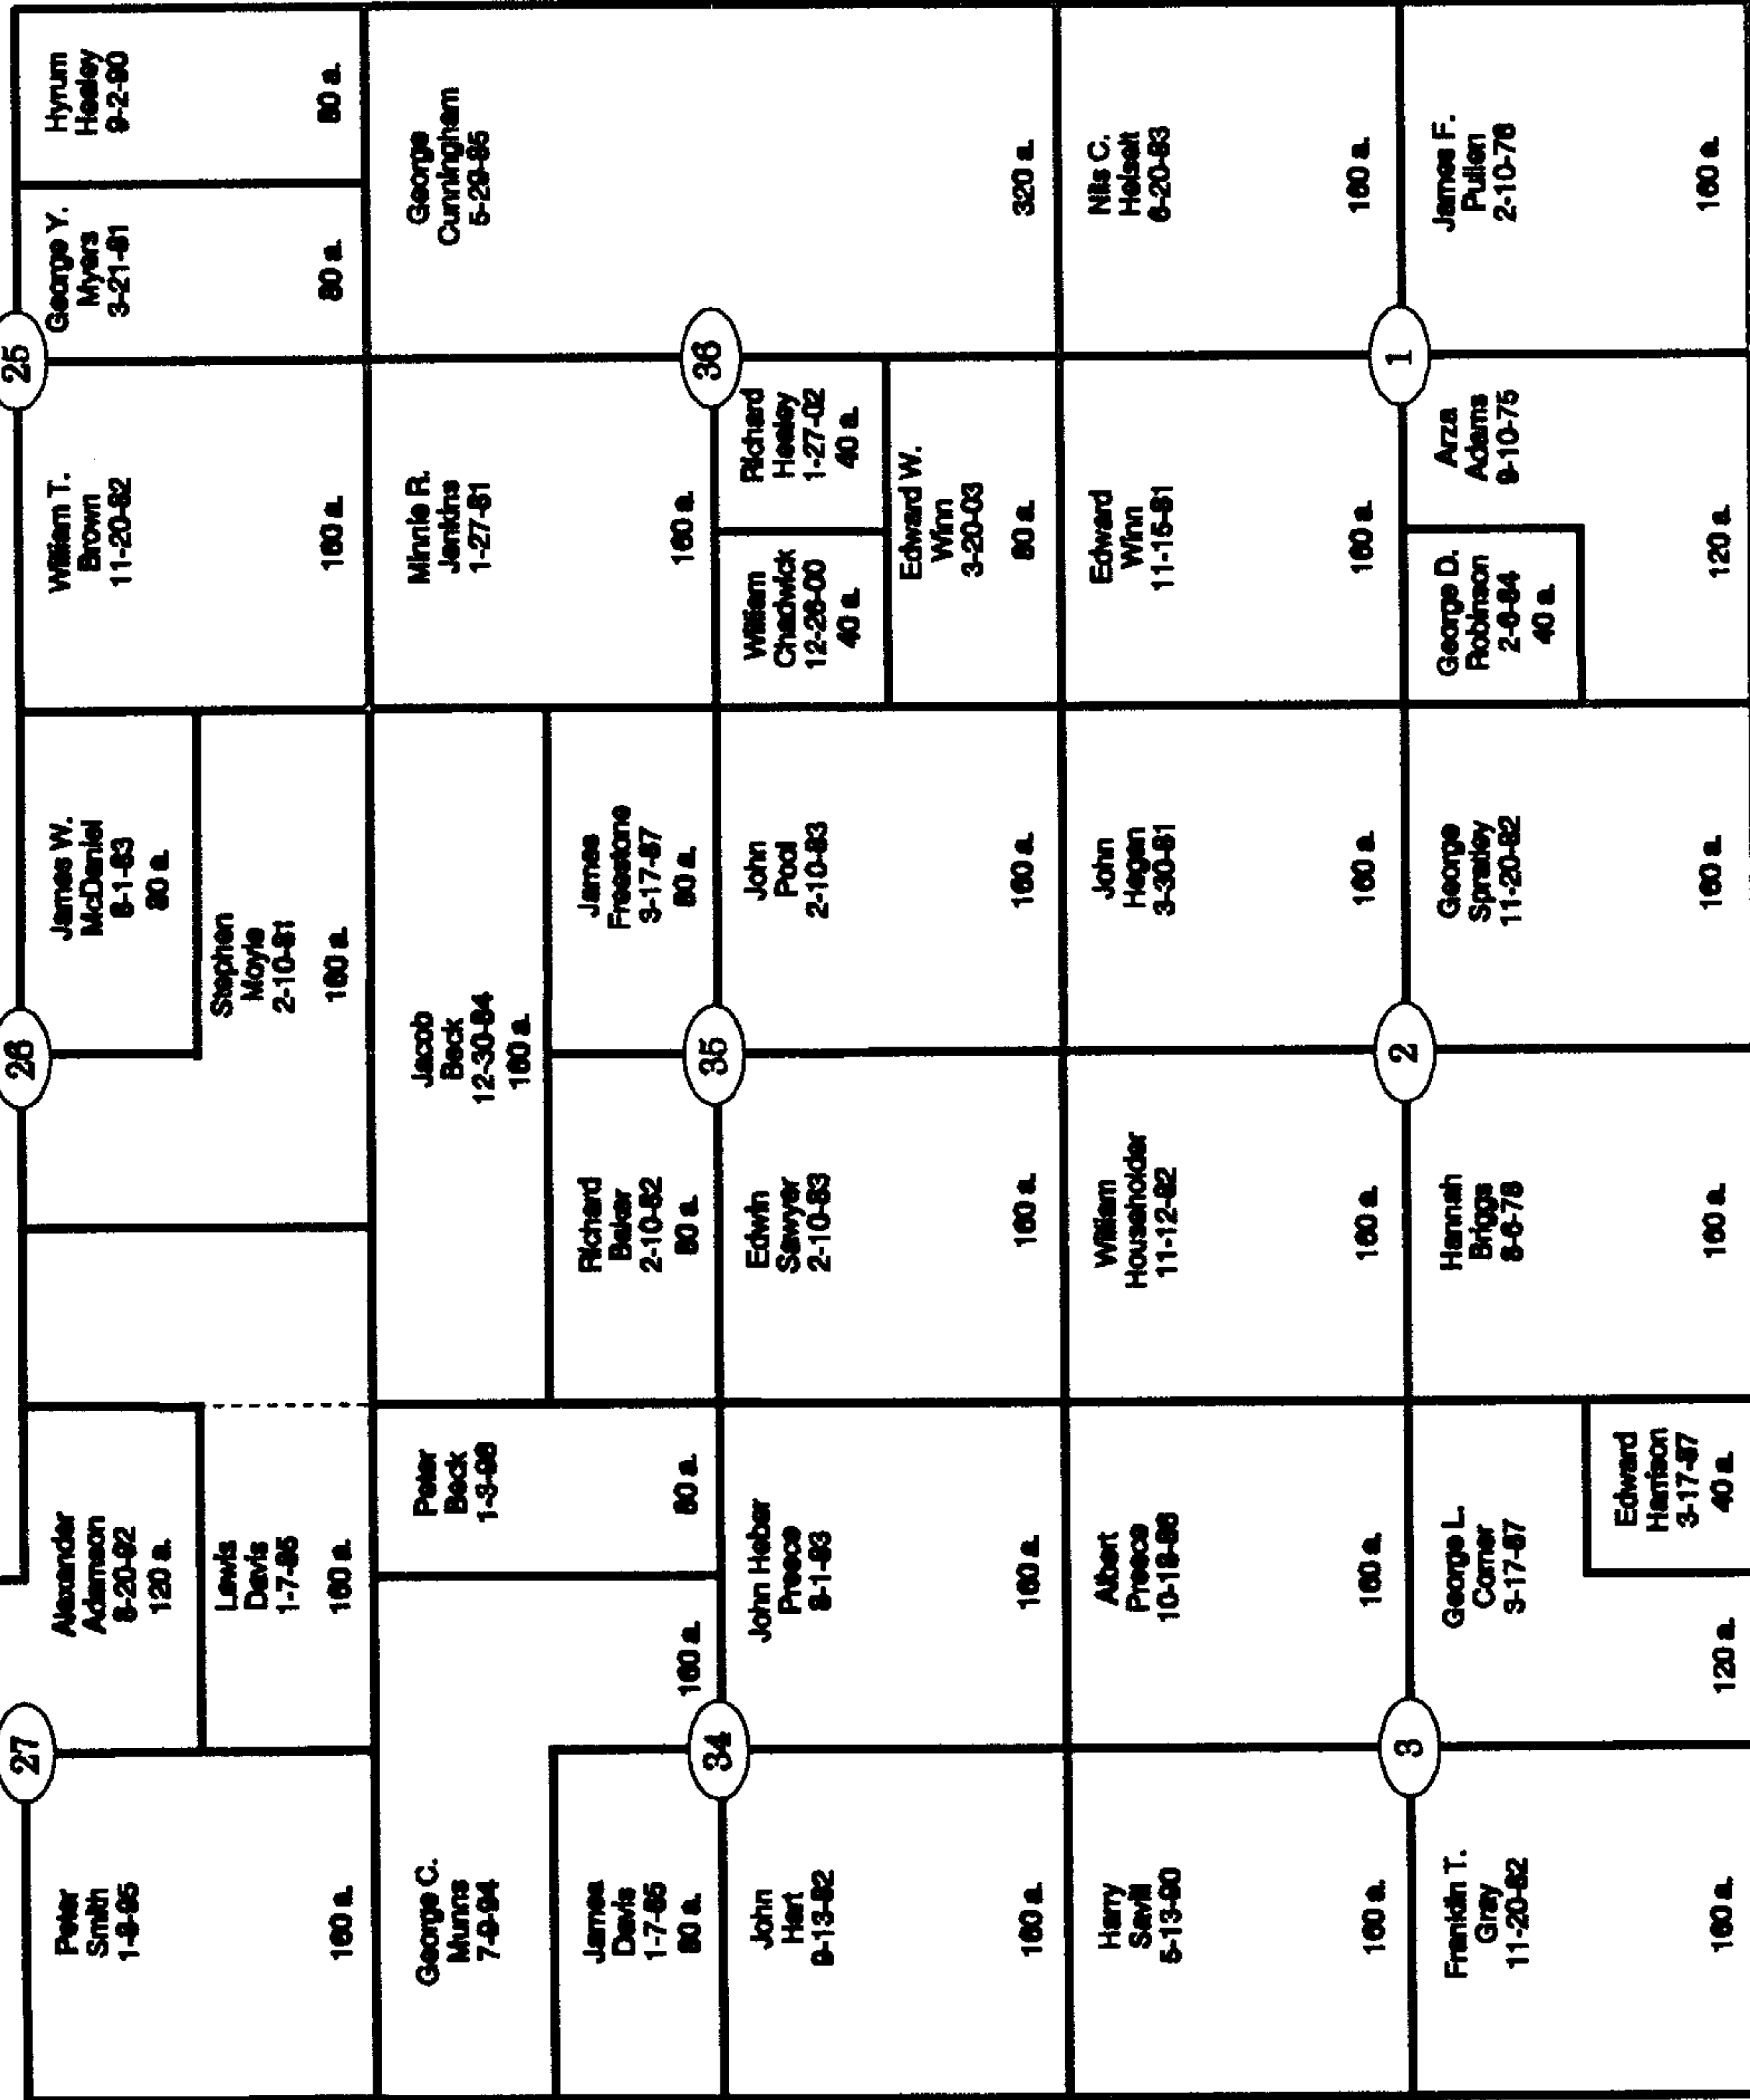 27
26
25
Peter
Smith
1-8-95
160 a.
Alexander
Adamson
8-20-92
120 a.
Lewis
Davis
1-7-85
160 a.
James W.
McDaniel
6-1-83
80 a.
Stephen
Moyle
2-10-81
160 a.
William T.
Brown
11-20-82
160 a.
George Y.
Myers
3-21-81
80 a.
Hyrum
Heeley
9-2-90
80 a.
George C.
Munns
7-9-94
160 a.
James
Davis
1-7-85
80 a.
Peter
Beck
1-3-98
80 a.
Jacob
Beck
12-30-84
160 a.
Richard
Baker
2-10-82
80 a.
James
Freestone
3-17-87
80 a.
Minnie R.
Jenkins
1-27-81
160 a.
George
Cunningham
5-29-85
320 a.
34
35
36
John
Hart
9-13-82
160 a.
John Heber
Preece
8-1-83
160 a.
Edwin
Sawyer
2-10-83
160 a.
John
Pool
2-10-83
160 a.
William
Chadwick
12-26-00
40 a.
Richard
Heeley
1-27-02
40 a.
Edward W.
Winn
3-20-03
80 a.
Harry
Savill
5-13-90
160 a.
Albert
Preece
10-18-86
160 a.
William
Householder
11-12-82
160 a.
John
Hegan
3-30-81
160 a.
Edward
Winn
11-15-81
160 a.
Nils C.
Helselt
6-20-83
160 a.
3
2
1
Franklin T.
Gray
11-20-82
160 a.
George L.
Corner
3-17-87
120 a.
Edward
Harrison
3-17-87
40 a.
Hannah
Briggs
8-6-78
160 a.
George
Spratley
11-20-82
160 a.
George D.
Robinson
2-6-84
40 a.
Arza
Adams
9-10-75
120 a.
James F.
Pullen
2-10-76
160 a.